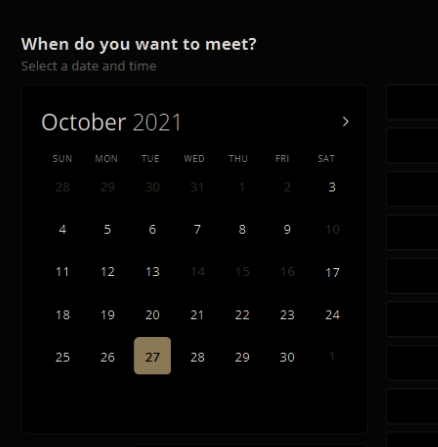 When do you want to meet?
Select a date and time
October 2021
SUN MON TUE WED THU FRI SAT
28 29 30 31 1 2 3
4 5 6 7 8 9 10
11 12 13 14 15 16 17
18 19 20 21 22 23 24
25 26 27 28 29 30 1